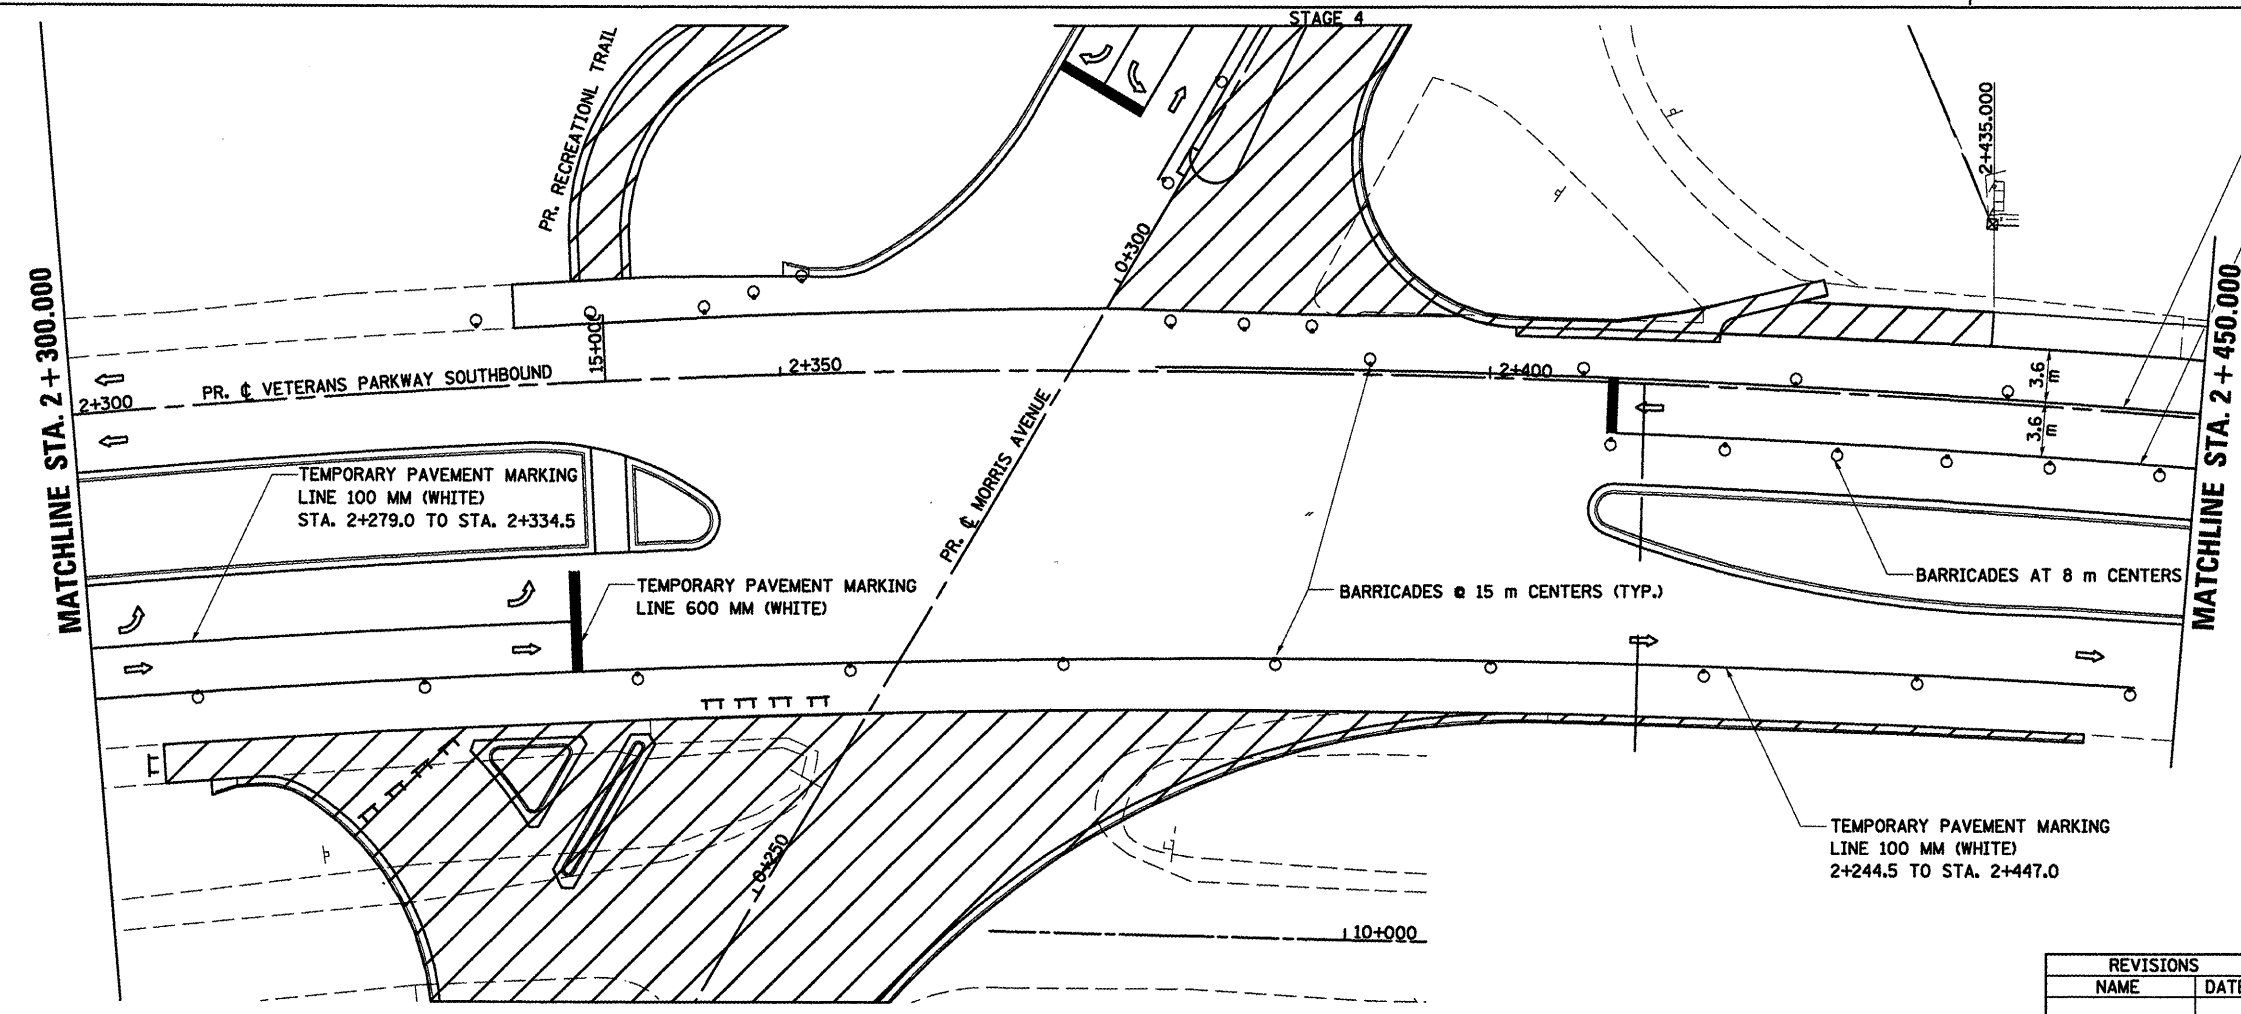 STAGE 4
PR. RECREATIONL TRAIL
2+435.000
0+300
MATCHLINE STA. 2 + 300.000
MATCHLINE STA. 2 + 450.000
15+000
2+350
2+400
3.6
m
3.6
m
PR. ℄ VETERANS PARKWAY SOUTHBOUND
2+300
PR. ℄ MORRIS AVENUE
TEMPORARY PAVEMENT MARKING
LINE 100 MM (WHITE)
STA. 2+279.0 TO STA. 2+334.5
TEMPORARY PAVEMENT MARKING
LINE 600 MM (WHITE)
BARRICADES @ 15 m CENTERS (TYP.)
BARRICADES AT 8 m CENTERS
TEMPORARY PAVEMENT MARKING
LINE 100 MM (WHITE)
2+244.5 TO STA. 2+447.0
0+250
10+000
REVISIONS
NAME
DATE